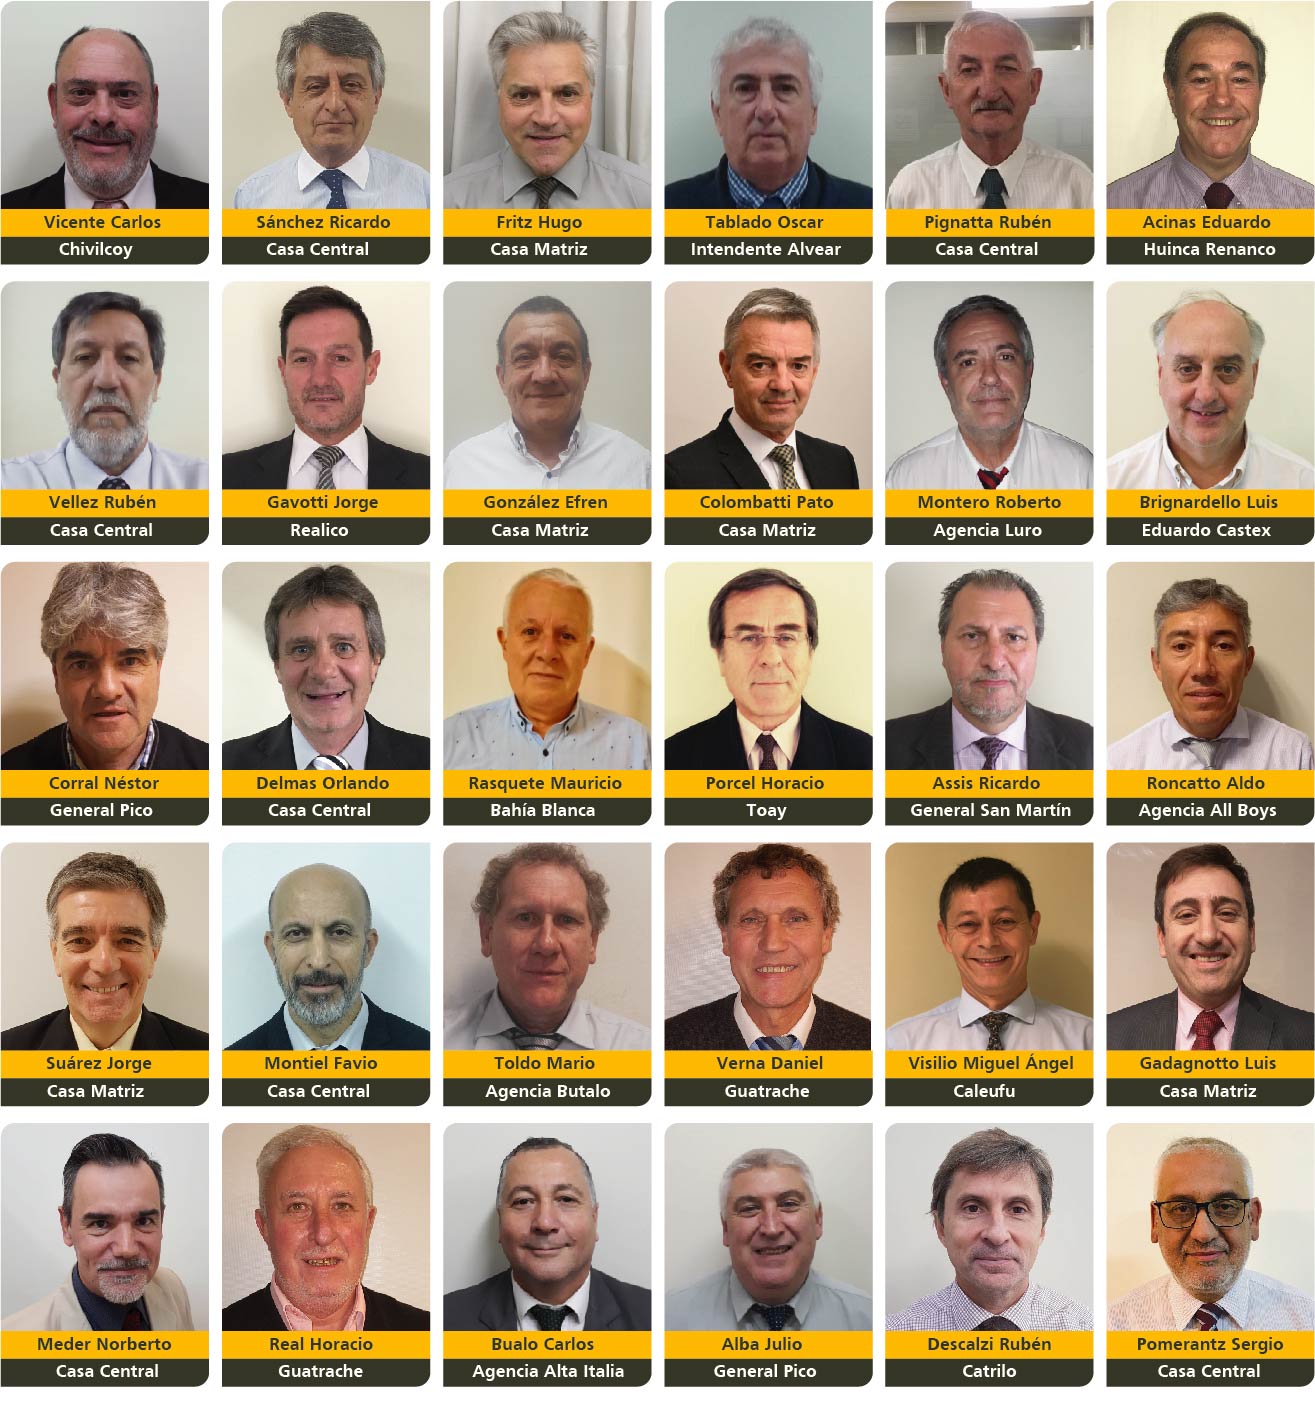 Vicente Carlos
Chivilcoy
Sánchez Ricardo
Casa Central
Fritz Hugo
Casa Matriz
Tablado Oscar
Intendente Alvear
Pignatta Rubén
Casa Central
Acinas Eduardo
Huinca Renanco
Vellez Rubén
Casa Central
Gavotti Jorge
Realico
González Efren
Casa Matriz
Colombatti Pato
Casa Matriz
Montero Roberto
Agencia Luro
Brignardello Luis
Eduardo Castex
Corral Néstor
General Pico
Delmas Orlando
Casa Central
Rasquete Mauricio
Bahía Blanca
Porcel Horacio
Toay
Assis Ricardo
General San Martín
Roncatto Aldo
Agencia All Boys
Suárez Jorge
Casa Matriz
Montiel Favio
Casa Central
Toldo Mario
Agencia Butalo
Verna Daniel
Guatrache
Visilio Miguel Ángel
Caleufu
Gadagnotto Luis
Casa Matriz
Meder Norberto
Casa Central
Real Horacio
Guatrache
Bualo Carlos
Agencia Alta Italia
Alba Julio
General Pico
Descalzi Rubén
Catrilo
Pomerantz Sergio
Casa Central